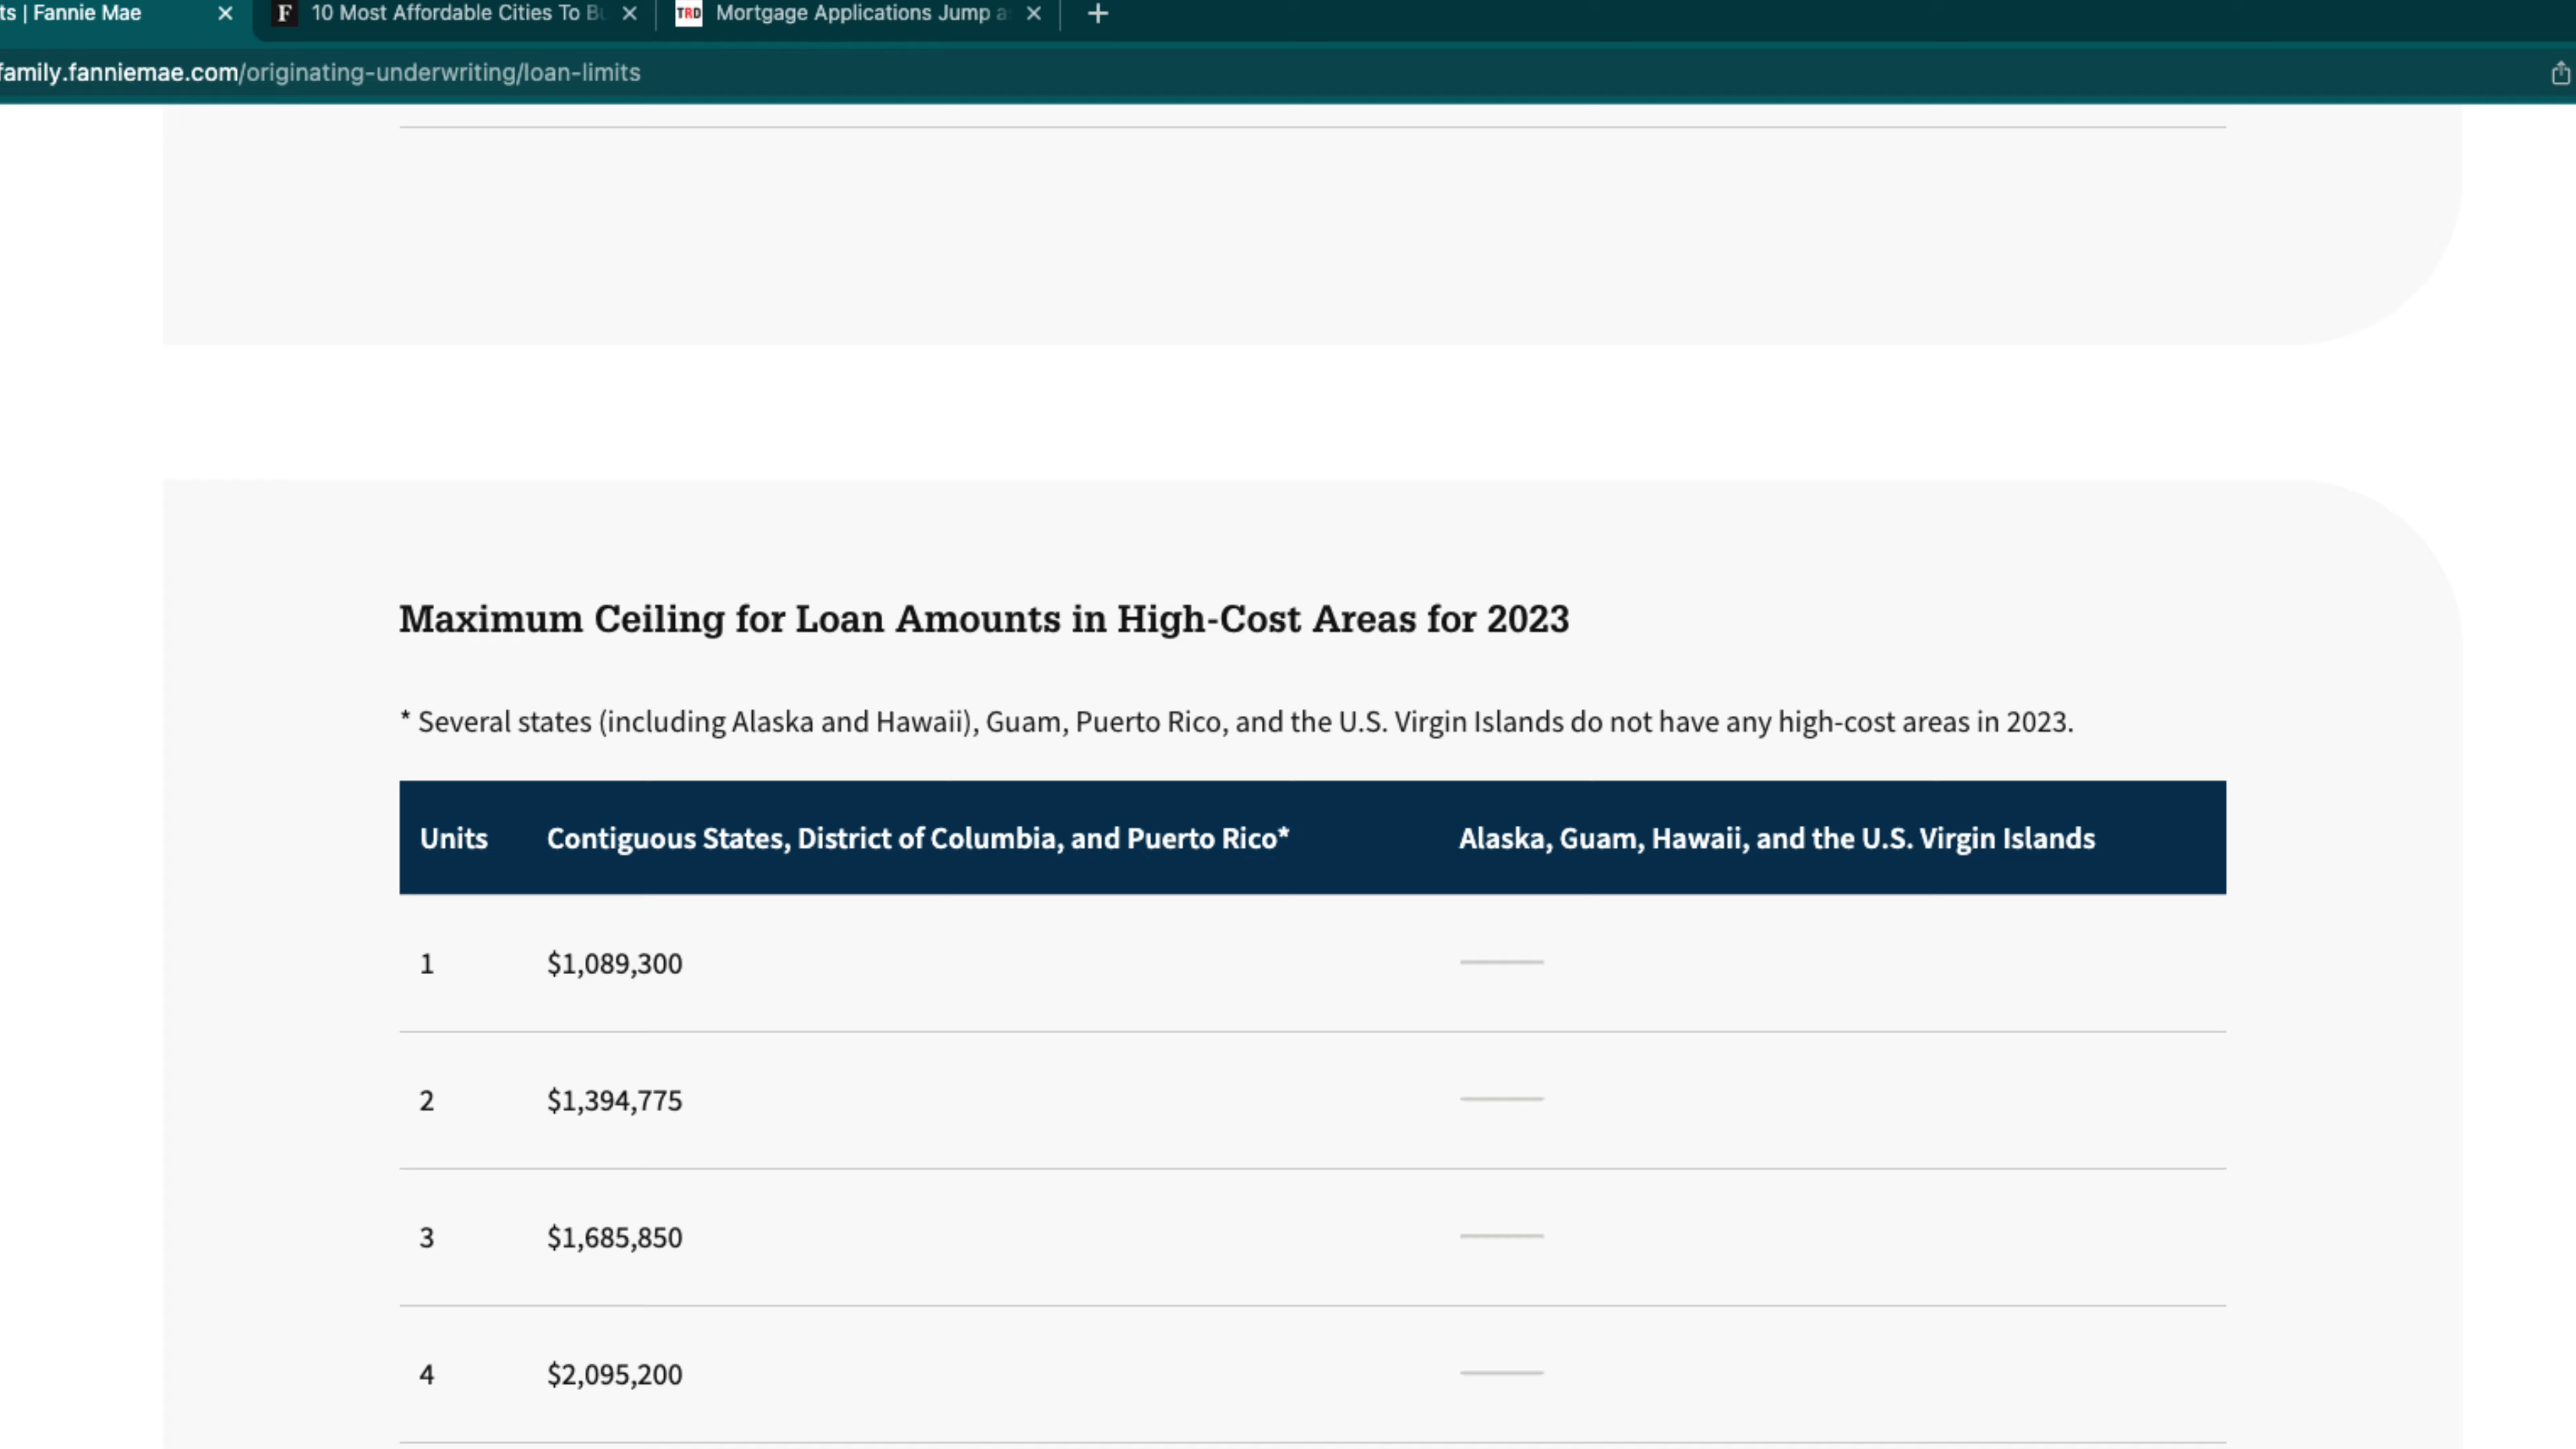 ts | Fannie Mae
F 10 Most Affordable Cities To Bu
TRD Mortgage Applications Jump a
family.fanniemae.com/originating-underwriting/loan-limits
Maximum Ceiling for Loan Amounts in High-Cost Areas for 2023
* Several states (including Alaska and Hawaii), Guam, Puerto Rico, and the U.S. Virgin Islands do not have any high-cost areas in 2023.
Units Contiguous States, District of Columbia, and Puerto Rico* Alaska, Guam, Hawaii, and the U.S. Virgin Islands
1 $1,089,300
2 $1,394,775
3 $1,685,850
4 $2,095,200